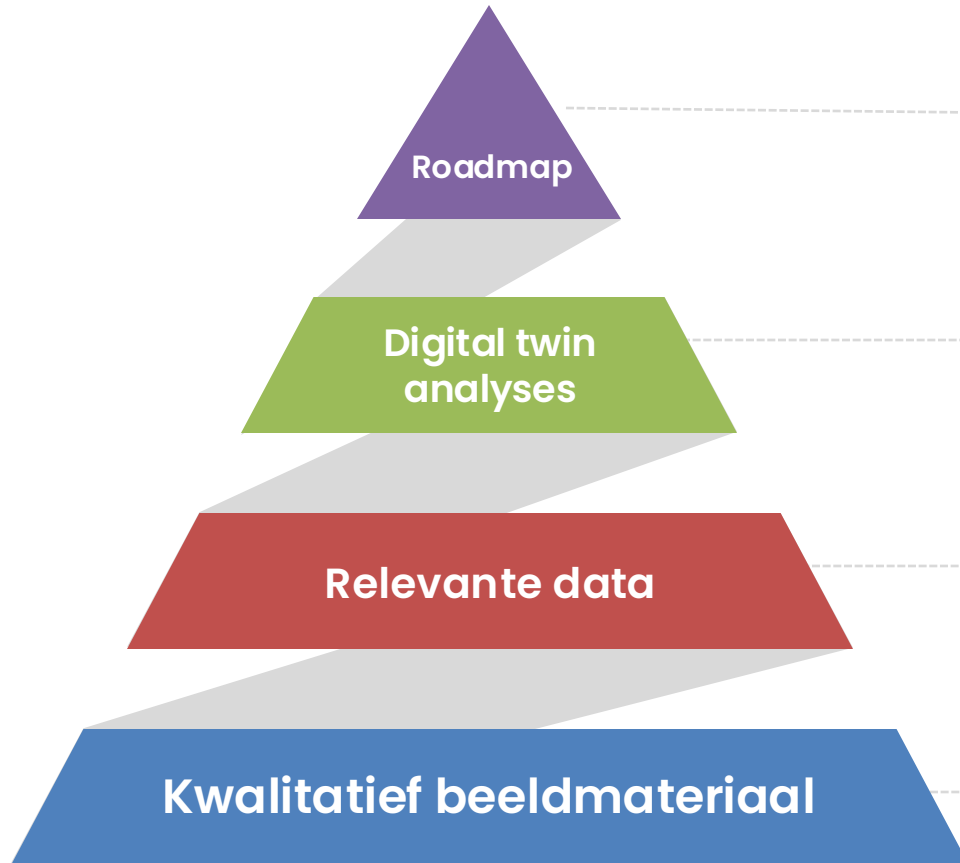 Roadmap
Digital twin
analyses
Relevante data
Kwalitatief beeldmateriaal